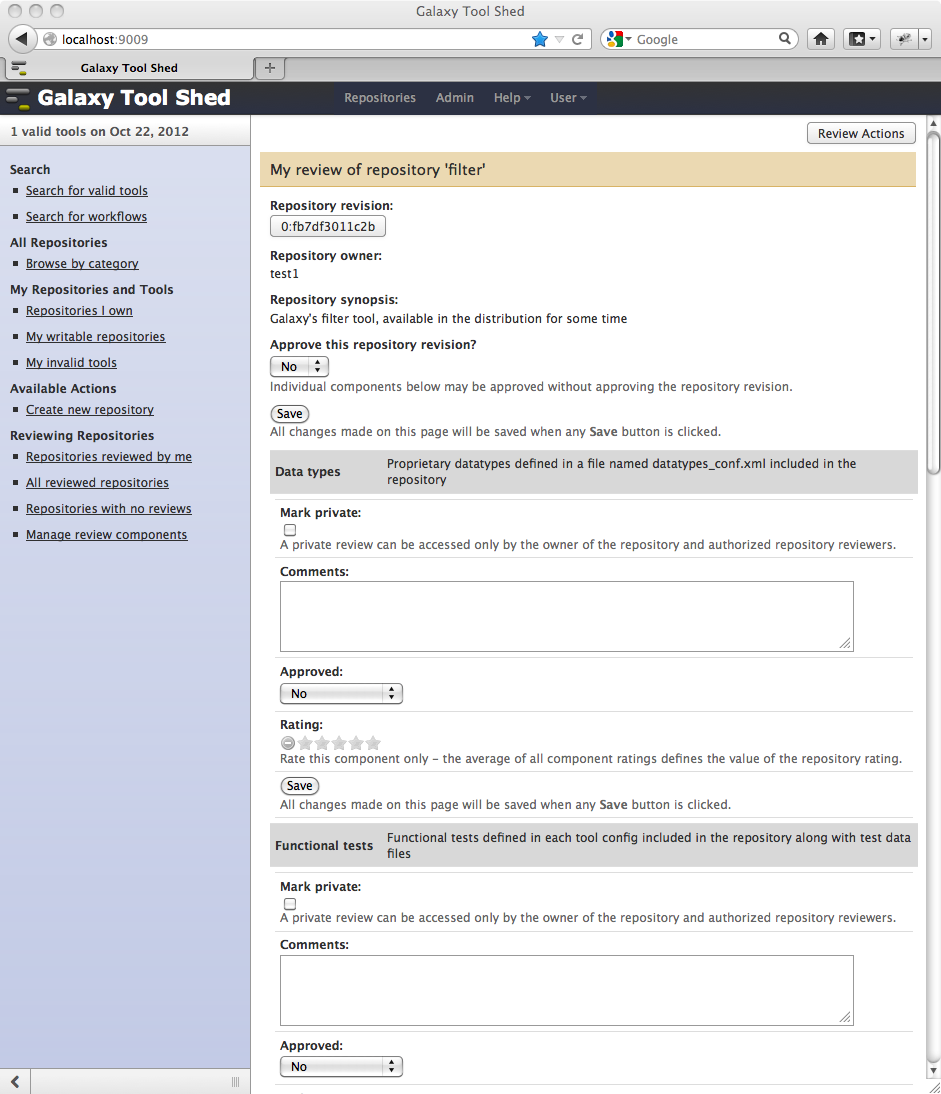 Galaxy Tool Shed
localhost:9009
Google
Galaxy Tool Shed
Galaxy Tool Shed
Repositories Admin Help User
1 valid tools on Oct 22, 2012
Search
Search for valid tools
Search for workflows
All Repositories
Browse by category
My Repositories and Tools
Repositories I own
My writable repositories
My invalid tools
Available Actions
Create new repository
Reviewing Repositories
Repositories reviewed by me
All reviewed repositories
Repositories with no reviews
Manage review components
Review Actions
My review of repository 'filter'
Repository revision:
0:fb7df3011c2b
Repository owner:
test1
Repository synopsis:
Galaxy's filter tool, available in the distribution for some time
Approve this repository revision?
No
Individual components below may be approved without approving the repository revision.
Save
All changes made on this page will be saved when any Save button is clicked.
Data types
Proprietary datatypes defined in a file named datatypes_conf.xml included in the
repository
Mark private:
A private review can be accessed only by the owner of the repository and authorized repository reviewers.
Comments:
Approved:
No
Rating:
Rate this component only – the average of all component ratings defines the value of the repository rating.
Save
All changes made on this page will be saved when any Save button is clicked.
Functional tests
Functional tests defined in each tool config included in the repository along with test data
files
Mark private:
A private review can be accessed only by the owner of the repository and authorized repository reviewers.
Comments:
Approved:
No